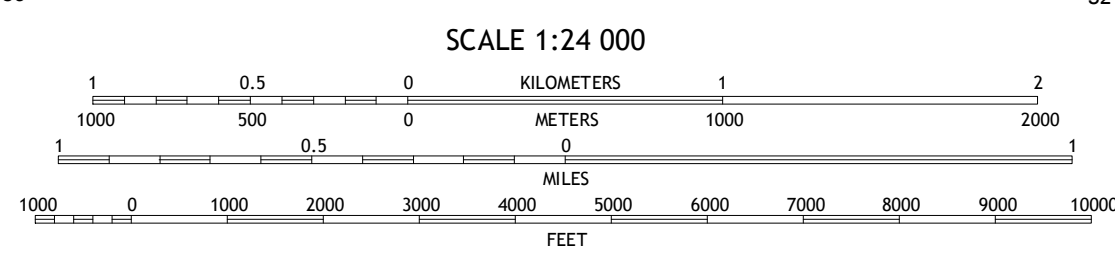 SCALE 1:24 000
1 0.5 0 KILOMETERS 1 2
1000 500 0 METERS 1000 2000
1 0.5 0 1
MILES
1000 0 1000 2000 3000 4000 5000 6000 7000 8000 9000 10000
FEET